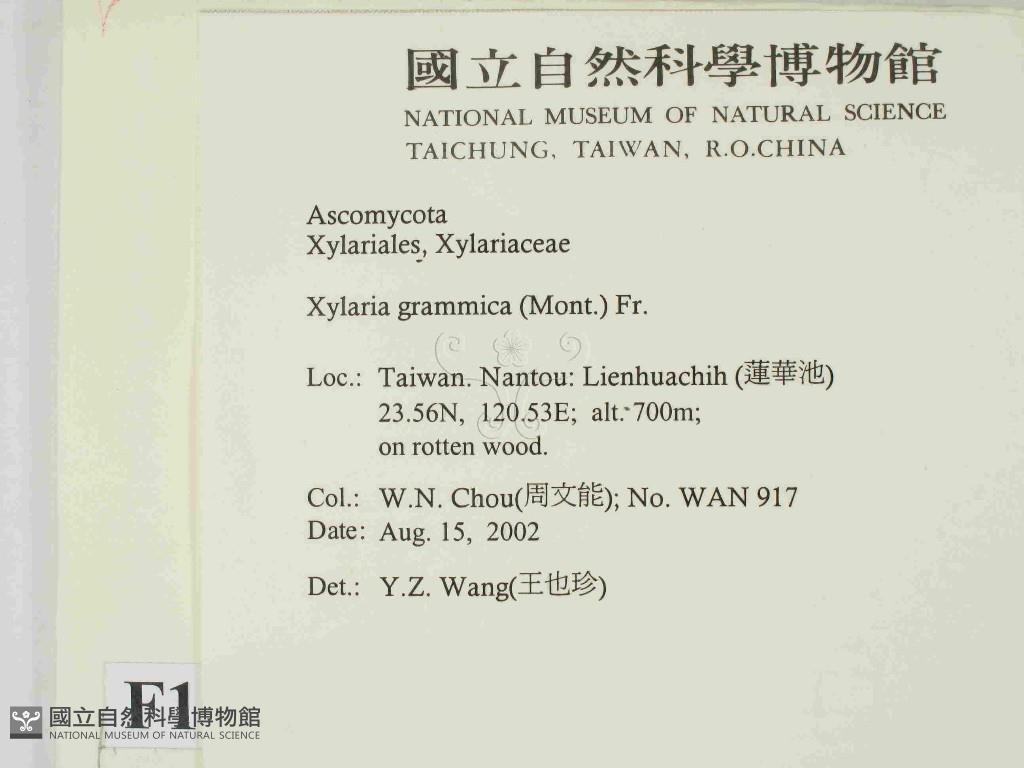 國立自然科學博物館
NATIONAL MUSEUM OF NATURAL SCIENCE
TAICHUNG, TAIWAN, R.O.CHINA
Ascomycota
Xylariales, Xylariaceae
Xylaria grammica (Mont.) Fr.
Loc.: Taiwan. Nantou: Lienhuachih (蓮華池)
23.56N, 120.53E; alt. 700m;
on rotten wood.
Col.: W.N. Chou(周文能); No. WAN 917
Date: Aug. 15, 2002
Det.: Y.Z. Wang(王也珍)
F1
國立自然科學博物館
NATIONAL MUSEUM OF NATURAL SCIENCE